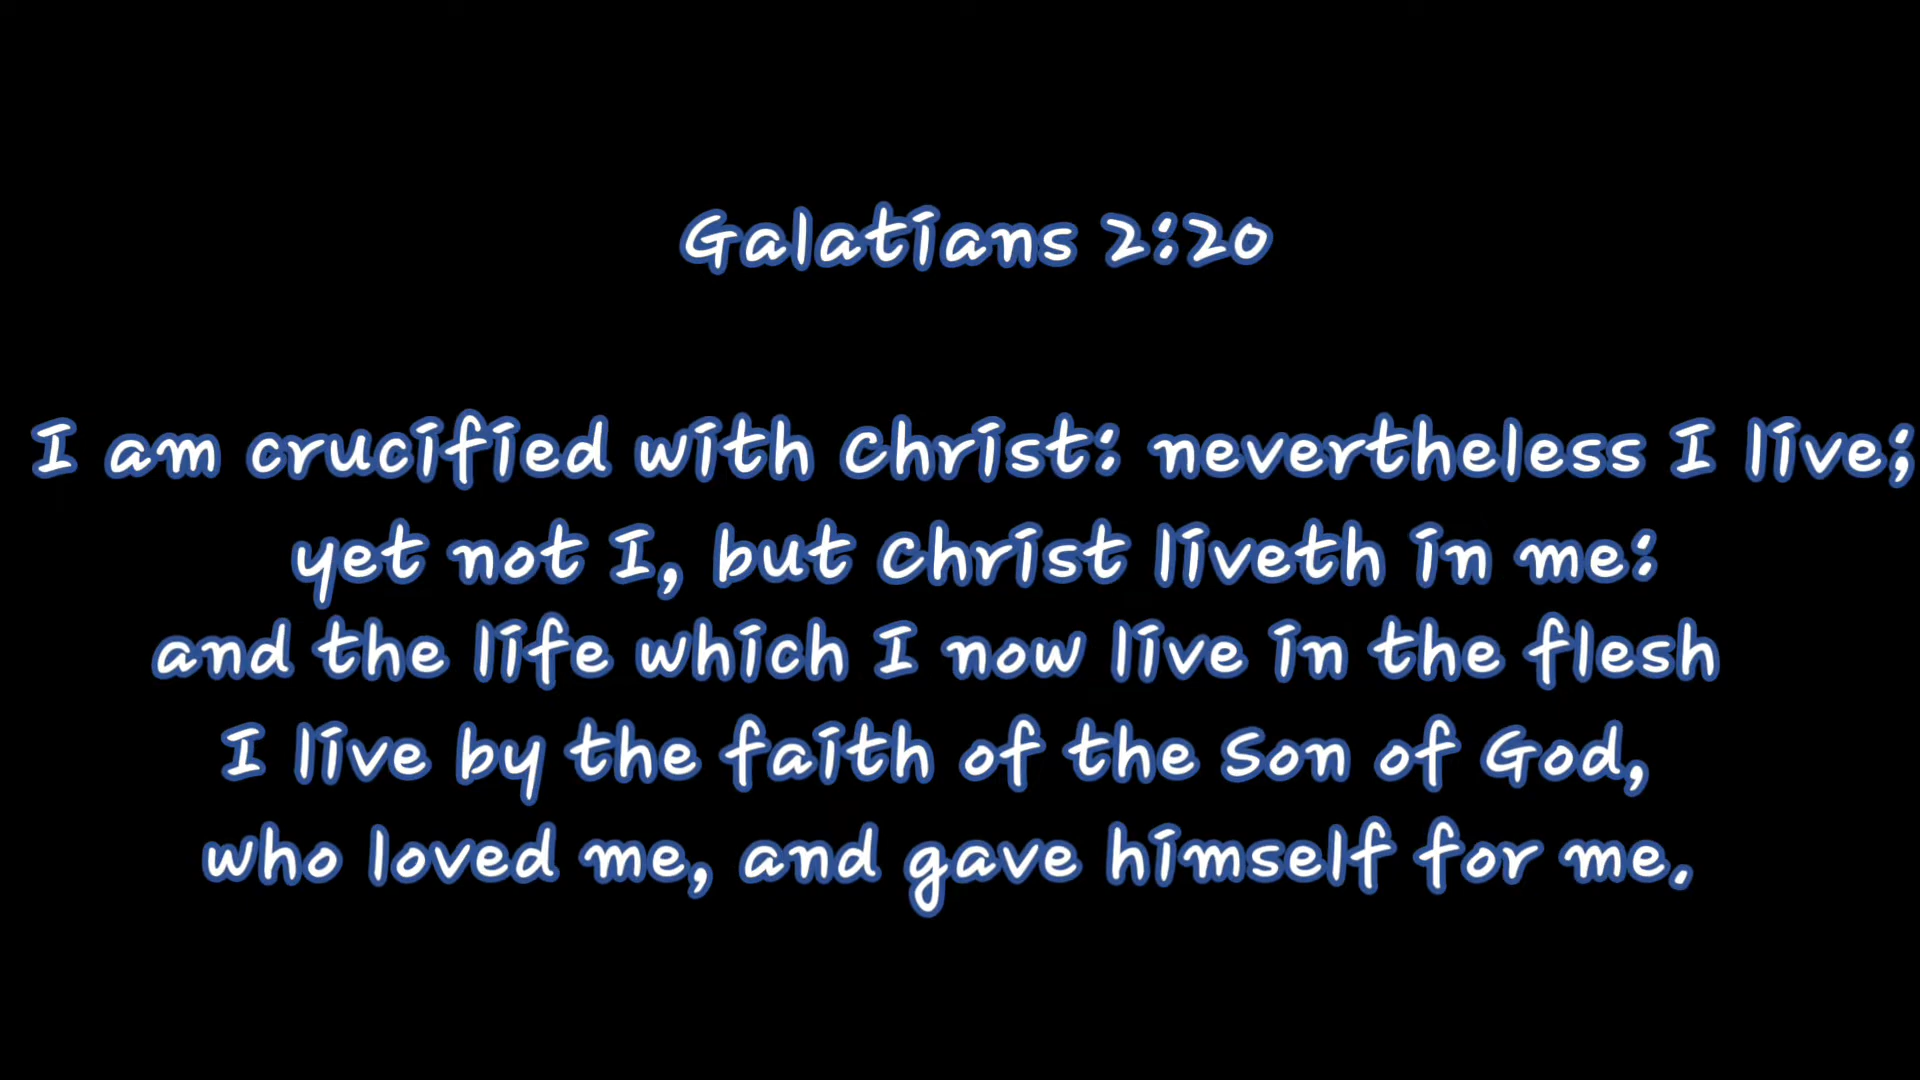 Galatians 2:20
I am crucified with Christ: nevertheless I live;
yet not I, but Christ liveth in me:
and the life which I now live in the flesh
I live by the faith of the Son of God,
who loved me, and gave himself for me.